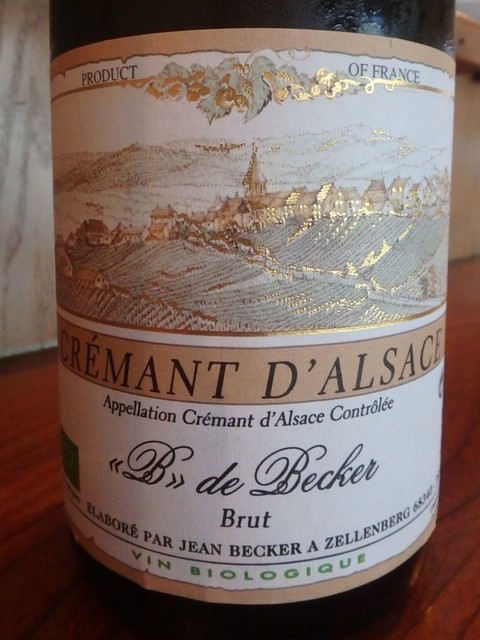 PRODUCT OF FRANCE
CRÉMANT D'ALSACE
Appellation Crémant d'Alsace Contrôlée
«B» de Becker
Brut
ELABORÉ PAR JEAN BECKER A ZELLENBERG 68340
VIN BIOLOGIQUE